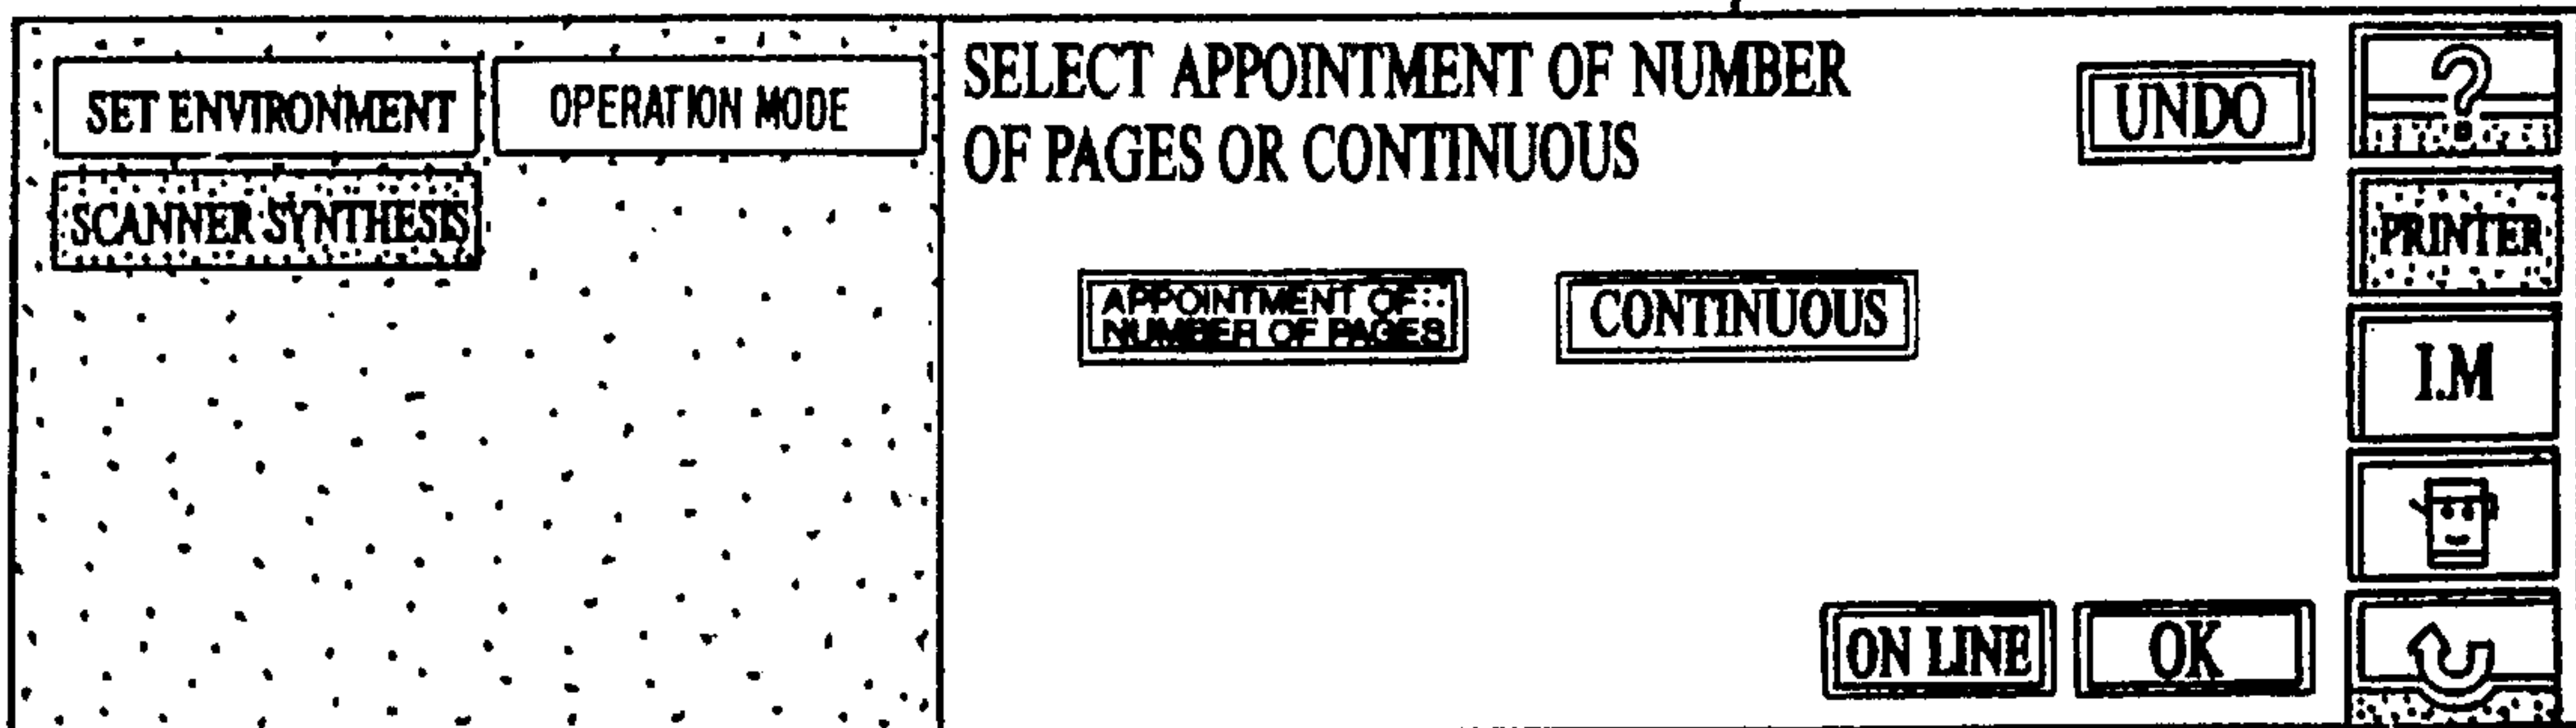 SET ENVIRONMENT
OPERATION MODE
SCANNER SYNTHESIS
SELECT APPOINTMENT OF NUMBER
OF PAGES OR CONTINUOUS
UNDO
?
APPOINTMENT OF
NUMBER OF PAGES
CONTINUOUS
PRINTER
I.M
ON LINE
OK